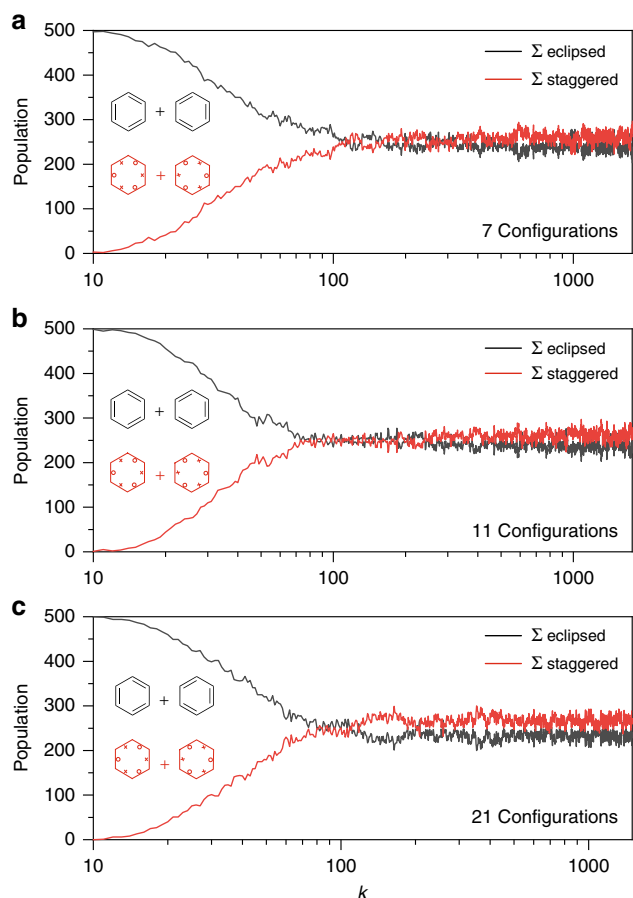 a
500
400
300
200
100
0
Population
Σ eclipsed
Σ staggered
+
+
7 Configurations
10
100
1000
b
500
400
300
200
100
0
Population
Σ eclipsed
Σ staggered
+
+
11 Configurations
10
100
1000
c
500
400
300
200
100
0
Population
Σ eclipsed
Σ staggered
+
+
21 Configurations
10
100
1000
k